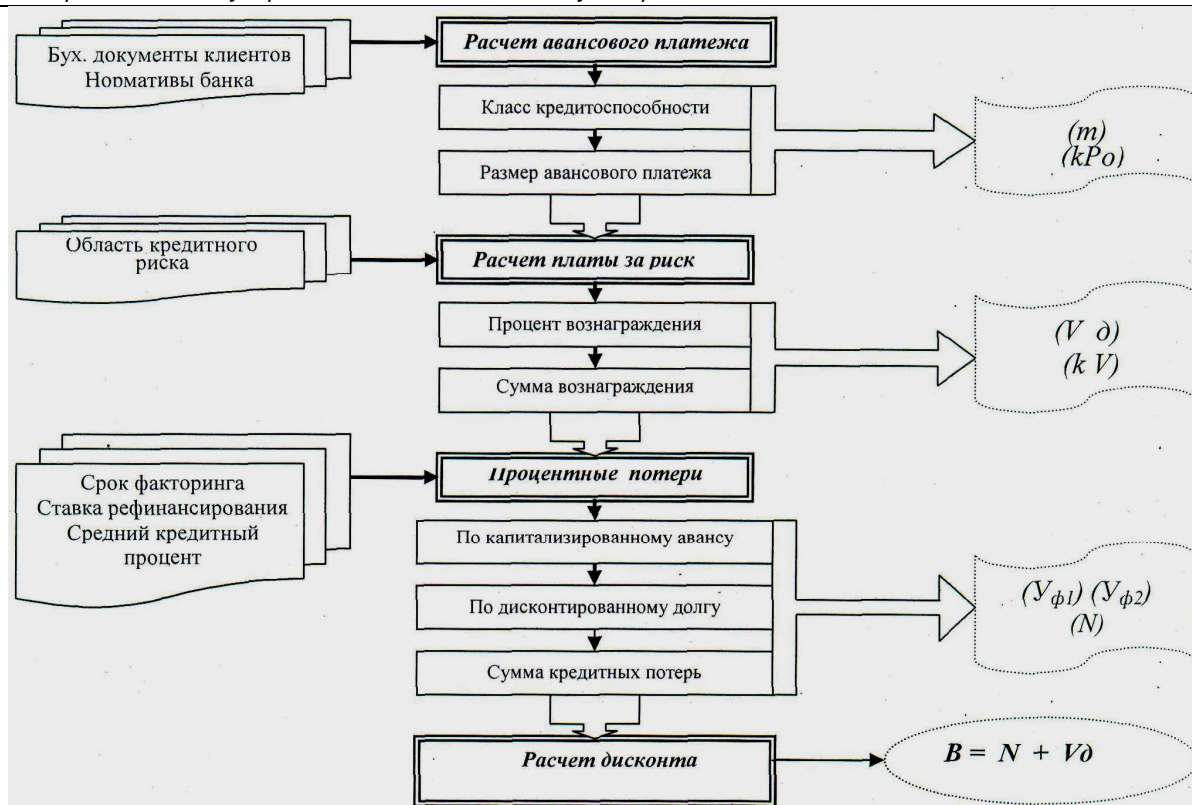 Бух. документы клиентов
Нормативы банка
Расчет авансового платежа
Класс кредитоспособности
Размер авансового платежа
(m)
(kPo)
Область кредитного
риска
Расчет платы за риск
Процент вознаграждения
Сумма вознаграждения
(V д)
(k V)
Срок факторинга
Ставка рефинансирования
Средний кредитный
процент
Процентные потери
По капитализированному авансу
По дисконтированному долгу
Сумма кредитных потерь
(Уф1) (Уф2)
(N)
Расчет дисконта
B = N + Vд